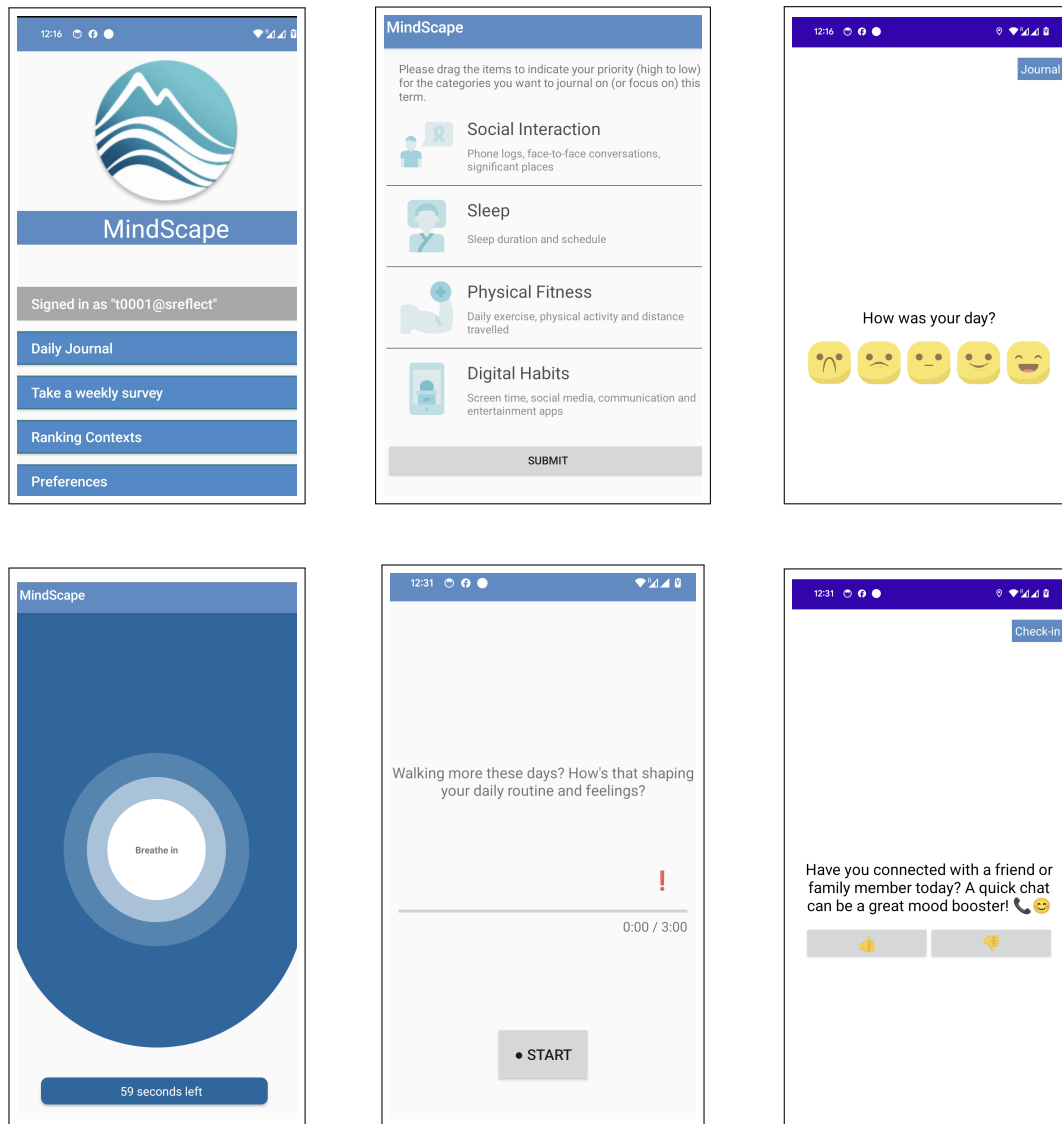 12:16
MindScape
Signed in as "t0001@sreflect"
Daily Journal
Take a weekly survey
Ranking Contexts
Preferences
MindScape
Please drag the items to indicate your priority (high to low)
for the categories you want to journal on (or focus on) this
term.
Social Interaction
Phone logs, face-to-face conversations,
significant places
Sleep
Sleep duration and schedule
Physical Fitness
Daily exercise, physical activity and distance
travelled
Digital Habits
Screen time, social media, communication and
entertainment apps
SUBMIT
12:16
Journal
How was your day?
MindScape
Breathe in
59 seconds left
12:31
Walking more these days? How's that shaping
your daily routine and feelings?
❗
0:00 / 3:00
● START
12:31
Check-in
Have you connected with a friend or
family member today? A quick chat
can be a great mood booster! 📞😊
👍 👎